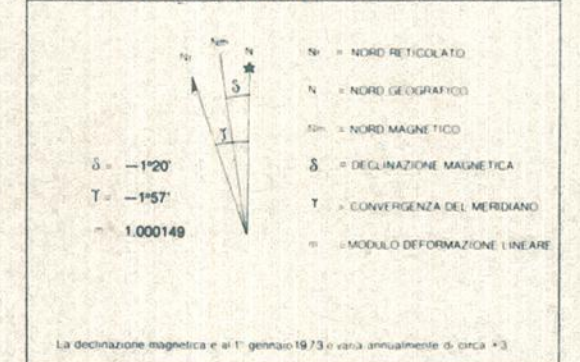 Nr Nm N
Nr = NORD RETICOLATO
N = NORD GEOGRAFICO
Nm = NORD MAGNETICO
δ = DECLINAZIONE MAGNETICA
ϒ = CONVERGENZA DEL MERIDIANO
m = MODULO DEFORMAZIONE LINEARE
δ
ϒ
δ = —1°20'
ϒ = —1°57'
m 1.000149
La declinazione magnetica e al 1° gennaio 1973 e varia annualmente di circa + 3